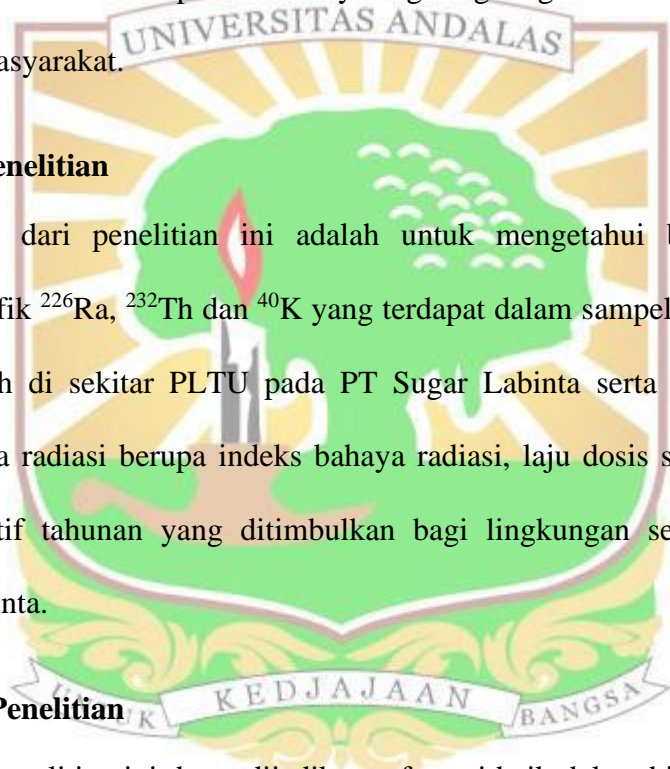 UNIVERSITAS ANDALAS
asyarakat.
enelitian
dari penelitian ini adalah untuk mengetahui b
fik ²²⁶Ra, ²³²Th dan ⁴⁰K yang terdapat dalam sampel
h di sekitar PLTU pada PT Sugar Labinta serta
a radiasi berupa indeks bahaya radiasi, laju dosis s
tif tahunan yang ditimbulkan bagi lingkungan se
nta.
Penelitian
UNTUK KEDJAJAAN BANGSA